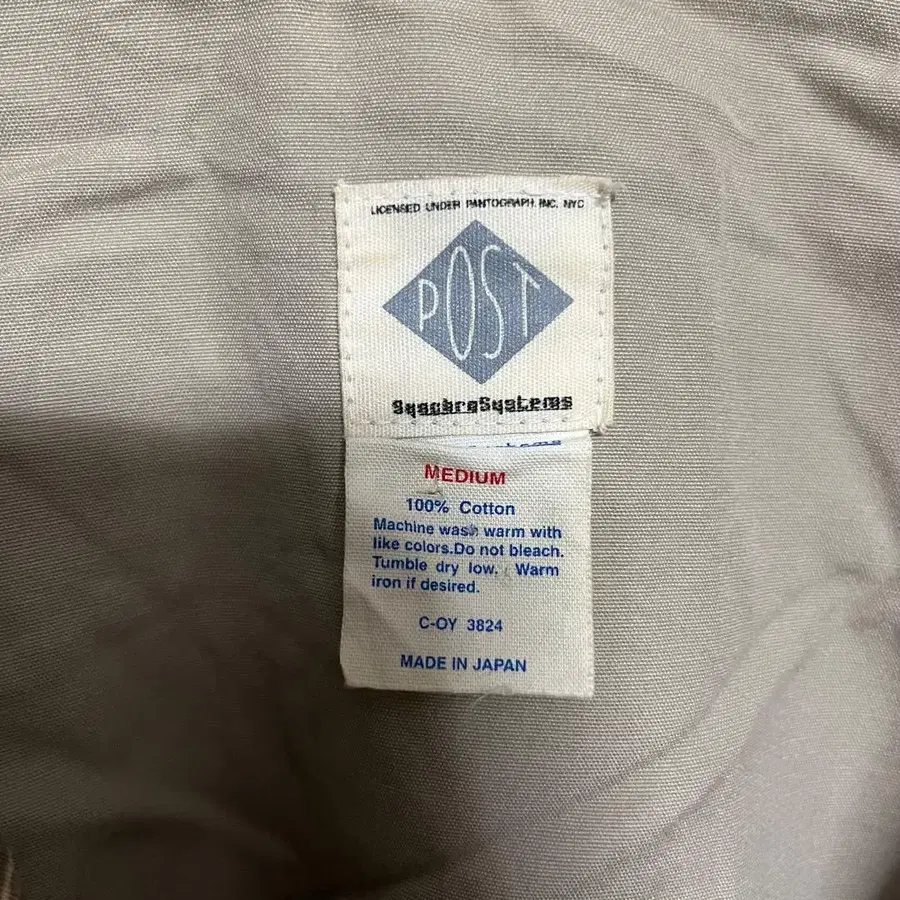 LICENSED UNDER PANTOGRAPH, INC. NYC
POST
SynchroSystems
MEDIUM
100% Cotton
Machine wash warm with
like colors.Do not bleach.
Tumble dry low. Warm
iron if desired.
C-OY 3824
MADE IN JAPAN